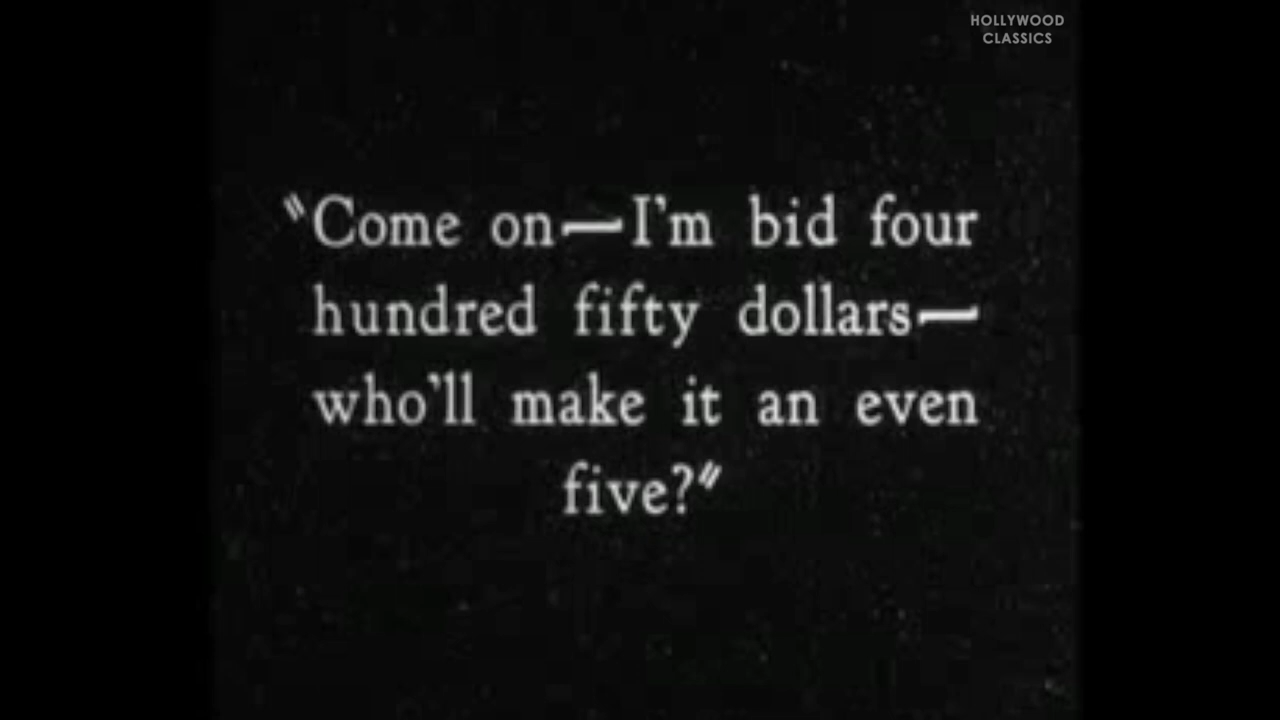 HOLLYWOOD
CLASSICS
"Come on—I'm bid four
hundred fifty dollars—
who'll make it an even
five?"